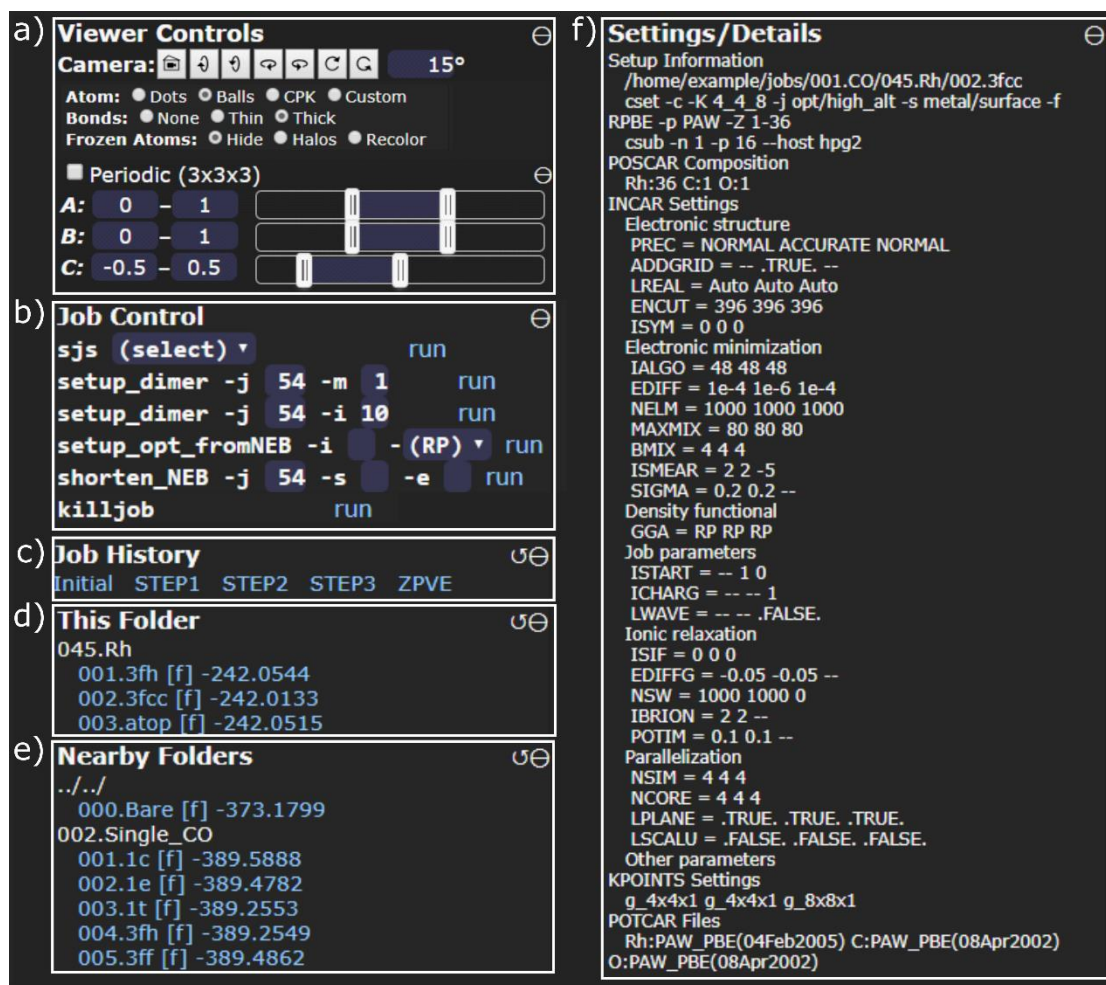 a) Viewer Controls
Camera: 15°
Atom: Dots Balls CPK Custom
Bonds: None Thin Thick
Frozen Atoms: Hide Halos Recolor
Periodic (3x3x3)
A: 0 – 1
B: 0 – 1
C: -0.5 – 0.5
b) Job Control
sjs (select) run
setup_dimer -j 54 -m 1 run
setup_dimer -j 54 -i 10 run
setup_opt_fromNEB -i - (RP) run
shorten_NEB -j 54 -s -e run
killjob run
c) Job History
Initial STEP1 STEP2 STEP3 ZPVE
d) This Folder
045.Rh
001.3fh [f] -242.0544
002.3fcc [f] -242.0133
003.atop [f] -242.0515
e) Nearby Folders
../../
000.Bare [f] -373.1799
002.Single_CO
001.1c [f] -389.5888
002.1e [f] -389.4782
003.1t [f] -389.2553
004.3fh [f] -389.2549
005.3ff [f] -389.4862
f) Settings/Details
Setup Information
/home/example/jobs/001.CO/045.Rh/002.3fcc
cset -c -K 4_4_8 -j opt/high_alt -s metal/surface -f
RPBE -p PAW -Z 1-36
csub -n 1 -p 16 --host hpg2
POSCAR Composition
Rh:36 C:1 O:1
INCAR Settings
Electronic structure
PREC = NORMAL ACCURATE NORMAL
ADDGRID = -- .TRUE. --
LREAL = Auto Auto Auto
ENCUT = 396 396 396
ISYM = 0 0 0
Electronic minimization
IALGO = 48 48 48
EDIFF = 1e-4 1e-6 1e-4
NELM = 1000 1000 1000
MAXMIX = 80 80 80
BMIX = 4 4 4
ISMEAR = 2 2 -5
SIGMA = 0.2 0.2 --
Density functional
GGA = RP RP RP
Job parameters
ISTART = -- 1 0
ICHARG = -- -- 1
LWAVE = -- -- .FALSE.
Ionic relaxation
ISIF = 0 0 0
EDIFFG = -0.05 -0.05 --
NSW = 1000 1000 0
IBRION = 2 2 --
POTIM = 0.1 0.1 --
Parallelization
NSIM = 4 4 4
NCORE = 4 4 4
LPLANE = .TRUE. .TRUE. .TRUE.
LSCALU = .FALSE. .FALSE. .FALSE.
Other parameters
KPOINTS Settings
g_4x4x1 g_4x4x1 g_8x8x1
POTCAR Files
Rh:PAW_PBE(04Feb2005) C:PAW_PBE(08Apr2002)
O:PAW_PBE(08Apr2002)